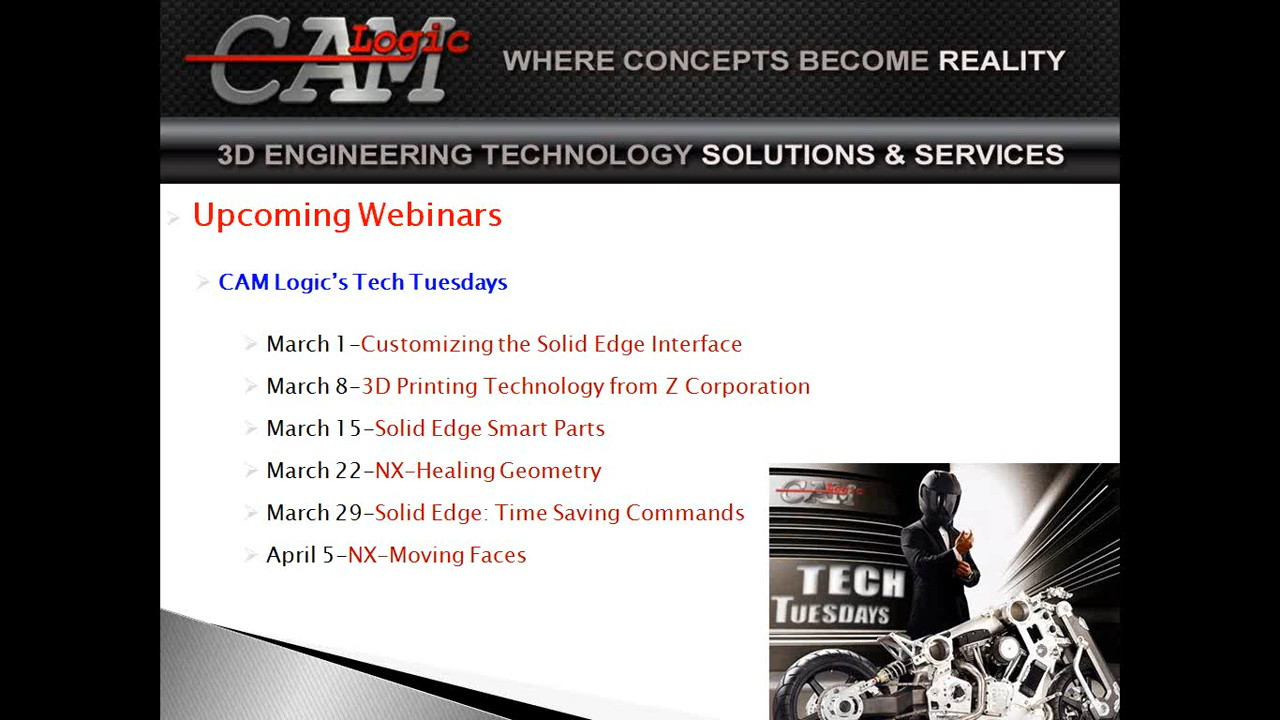 CAM Logic
WHERE CONCEPTS BECOME REALITY
3D ENGINEERING TECHNOLOGY SOLUTIONS & SERVICES
Upcoming Webinars
CAM Logic’s Tech Tuesdays
March 1-Customizing the Solid Edge Interface
March 8-3D Printing Technology from Z Corporation
March 15-Solid Edge Smart Parts
March 22-NX-Healing Geometry
March 29-Solid Edge: Time Saving Commands
April 5-NX-Moving Faces
CAM Logic
TECH
TUESDAYS